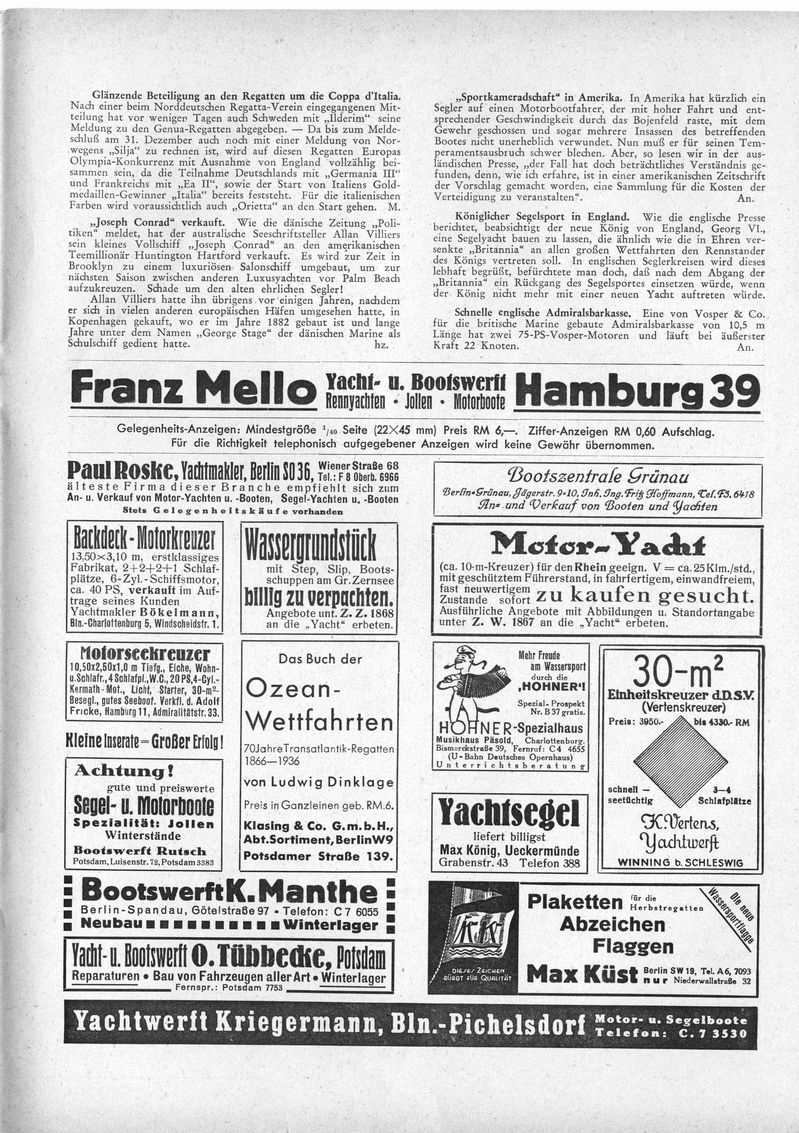 Glänzende Beteiligung an den Regatten um die Coppa d'Italia.
Nach einer beim Norddeutschen Regatta-Verein eingegangenen Mit-
teilung hat vor weniger Tagen auch Schweden mit „Ilderim" seine
Meldung zu den Genua-Regatten abgegeben. — Da bis zum Melde-
schluß am 31. Dezember auch noch mit einer Meldung von Nor-
wegens „Silja" zu rechnen ist, wird auf diesen Regatten Europas
Olympia-Konkurrenz mit Ausnahme von England vollzählig bei-
sammen sein, da die Teilnahme Deutschlands mit „Germania III"
und Frankreichs mit „Ea II", sowie der Start von Italiens Gold-
medaillen-Gewinner „Italia" bereits feststeht. Für die italienischen
Farben wird voraussichtlich auch „Orietta" an den Start gehen. M.
„Joseph Conrad" verkauft. Wie die dänische Zeitung „Poli-
tiken" meldet, hat der australische Seeschriftsteller Allan Villiers
sein kleines Vollschiff „Joseph Conrad" an den amerikanischen
Teemillionär Huntington Hartford verkauft. Es wird zur Zeit in
Brooklyn zu einem luxuriösen Salonschiff umgebaut, um zur
nächsten Saison zwischen anderen Luxusyachten vor Palm Beach
aufzukreuzen. Schade um den alten ehrlichen Segler!
Allan Villiers hatte ihn übrigens vor einigen Jahren, nachdem
er sich in vielen anderen europäischen Häfen umgesehen hatte, in
Kopenhagen gekauft, wo er im Jahre 1882 gebaut ist und lange
Jahre unter dem Namen „George Stage" der dänischen Marine als
Schulschiff gedient hatte. hz.
„Sportkameradschaft" in Amerika. In Amerika hat kürzlich ein
Segler auf einen Motorbootfahrer, der mit hoher Fahrt und ent-
sprechender Geschwindigkeit durch das Bojenfeld raste, mit dem
Gewehr geschossen und sogar mehrere Insassen des betreffenden
Bootes nicht unerheblich verwundet. Nun muß er für seinen Tem-
peramentsausbruch schwer blechen. Aber, so lesen wir in der aus-
ländischen Presse, „der Fall hat doch beträchtliches Verständnis ge-
funden, denn, wie ich erfahre, ist in einer amerikanischen Zeitschrift
der Vorschlag gemacht worden, eine Sammlung für die Kosten der
Verteidigung zu veranstalten". An.
Königlicher Segelsport in England. Wie die englische Presse
berichtet, beabsichtigt der neue König von England, Georg VI.,
eine Segelyacht bauen zu lassen, die ähnlich wie die in Ehren ver-
senkte „Britannia" an allen großen Wettfahrten den Rennstander
des Königs vertreten soll. In englischen Seglerkreisen wird dieses
lebhaft begrüßt, befürchtete man doch, daß nach dem Abgang der
„Britannia" ein Rückgang des Segelsportes einsetzen würde, wenn
der König nicht mehr mit einer neuen Yacht auftreten würde.
Schnelle englische Admiralsbarkasse. Eine von Vosper & Co.
für die britische Marine gebaute Admiralsbarkasse von 10,5 m
Länge hat zwei 75-PS-Vosper-Motoren und läuft bei äußerster
Kraft 22 Knoten. An.
Franz Mello Yacht- u. Bootswerft Hamburg 39
Rennyachten • Jollen • Motorboote
Gelegenheits-Anzeigen: Mindestgröße 1/40 Seite (22×45 mm) Preis RM 6,—. Ziffer-Anzeigen RM 0,60 Aufschlag.
Für die Richtigkeit telephonisch aufgegebener Anzeigen wird keine Gewähr übernommen.
Paul Roske, Yachtmakler, Berlin SO 36, Wiener Straße 68
Tel.: F 8 Oberb. 6966
älteste Firma dieser Branche empfiehlt sich zum
An- u. Verkauf von Motor-Yachten u. -Booten, Segel-Yachten u. -Booten
Stets Gelegenheitskäufe vorhanden
Bootszentrale Grünau
Berlin-Grünau, Jägerstr. 9-10, Inh. Ing. Fritz Hoffmann, Tel. F3. 6418
An- und Verkauf von Booten und Yachten
Backdeck-Motorkreuzer
13,50×3,10 m, erstklassiges
Fabrikat, 2+2+2+1 Schlaf-
plätze, 6-Zyl.-Schiffsmotor,
ca. 40 PS, verkauft im Auf-
trage seines Kunden
Yachtmakler Bökelmann,
Bln.-Charlottenburg 5, Windscheidstr. 1.
Wassergrundstück
mit Step, Slip, Boots-
schuppen am Gr. Zernsee
billig zu verpachten.
Angebote unt. Z. Z. 1868
an die „Yacht" erbeten.
Motor-Yacht
(ca. 10-m-Kreuzer) für den Rhein geeign. V = ca. 25 Klm./std.,
mit geschütztem Führerstand, in fahrfertigem, einwandfreiem,
fast neuwertigem
Zustande sofort zu kaufen gesucht.
Ausführliche Angebote mit Abbildungen u. Standortangabe
unter Z. W. 1867 an die „Yacht" erbeten.
Motorseekreuzer
10,50x2,50x1,0 m Tiefg., Eiche, Wohn-
u.Schlafr., 4 Schlafpl., W.C., 20 PS, 4-Cyl.-
Kermath-Mot., Licht, Starter, 30-m²-
Besegl., gutes Seeboot. Verkfl. d. Adolf
Fricke, Hamburg 11, Admiralitätstr. 33.
Kleine Inserate = Großer Erfolg!
Achtung!
gute und preiswerte
Segel- u. Motorboote
Spezialität: Jollen
Winterstände
Bootswerft Rutsch
Potsdam, Luisenstr. 72, Potsdam 3383
Das Buch der
Ozean-
Wettfahrten
70 Jahre Transatlantik-Regatten
1866—1936
von Ludwig Dinklage
Preis in Ganzleinen geb. RM. 6.
Klasing & Co. G.m.b.H.,
Abt. Sortiment, Berlin W 9
Potsdamer Straße 139.
Mehr Freude
am Wassersport
durch die
„HOHNER"!
Spezial-Prospekt
Nr. B 37 gratis.
HOHNER-Spezialhaus
Musikhaus Päsold, Charlottenburg.
Bismarckstraße 39, Fernruf: C 4 4655
(U-Bahn Deutsches Opernhaus)
Unterrichtsberatung
Yachtsegel
liefert billigst
Max König, Ueckermünde
Grabenstr. 43 Telefon 388
30-m²
Einheitskreuzer d.D.S.V.
(Vertenskreuzer)
Preis: 3950.- bis 4330.- RM
schnell —
seetüchtig
3—4
Schlafplätze
K. Vertens,
Yachtwerft
WINNING b. SCHLESWIG
Bootswerft K. Manthe
Berlin-Spandau, Götelstraße 97 - Telefon: C 7 6055
Neubau Winterlager
Yacht- u. Bootswerft O. Tübbecke, Potsdam
Reparaturen • Bau von Fahrzeugen aller Art • Winterlager
Fernspr.: Potsdam 7753
K.K.
DIESES ZEICHEN
BÜRGT FÜR QUALITÄT
Plaketten für die
Herbstregatten
Abzeichen
Flaggen
Die neue
Wassersportflagge
Max Küst Berlin SW 19, Tel. A 6, 7093
nur Niederwallstraße 32
Yachtwerft Kriegermann, Bln.-Pichelsdorf Motor- u. Segelboote
Telefon: C. 7 3530